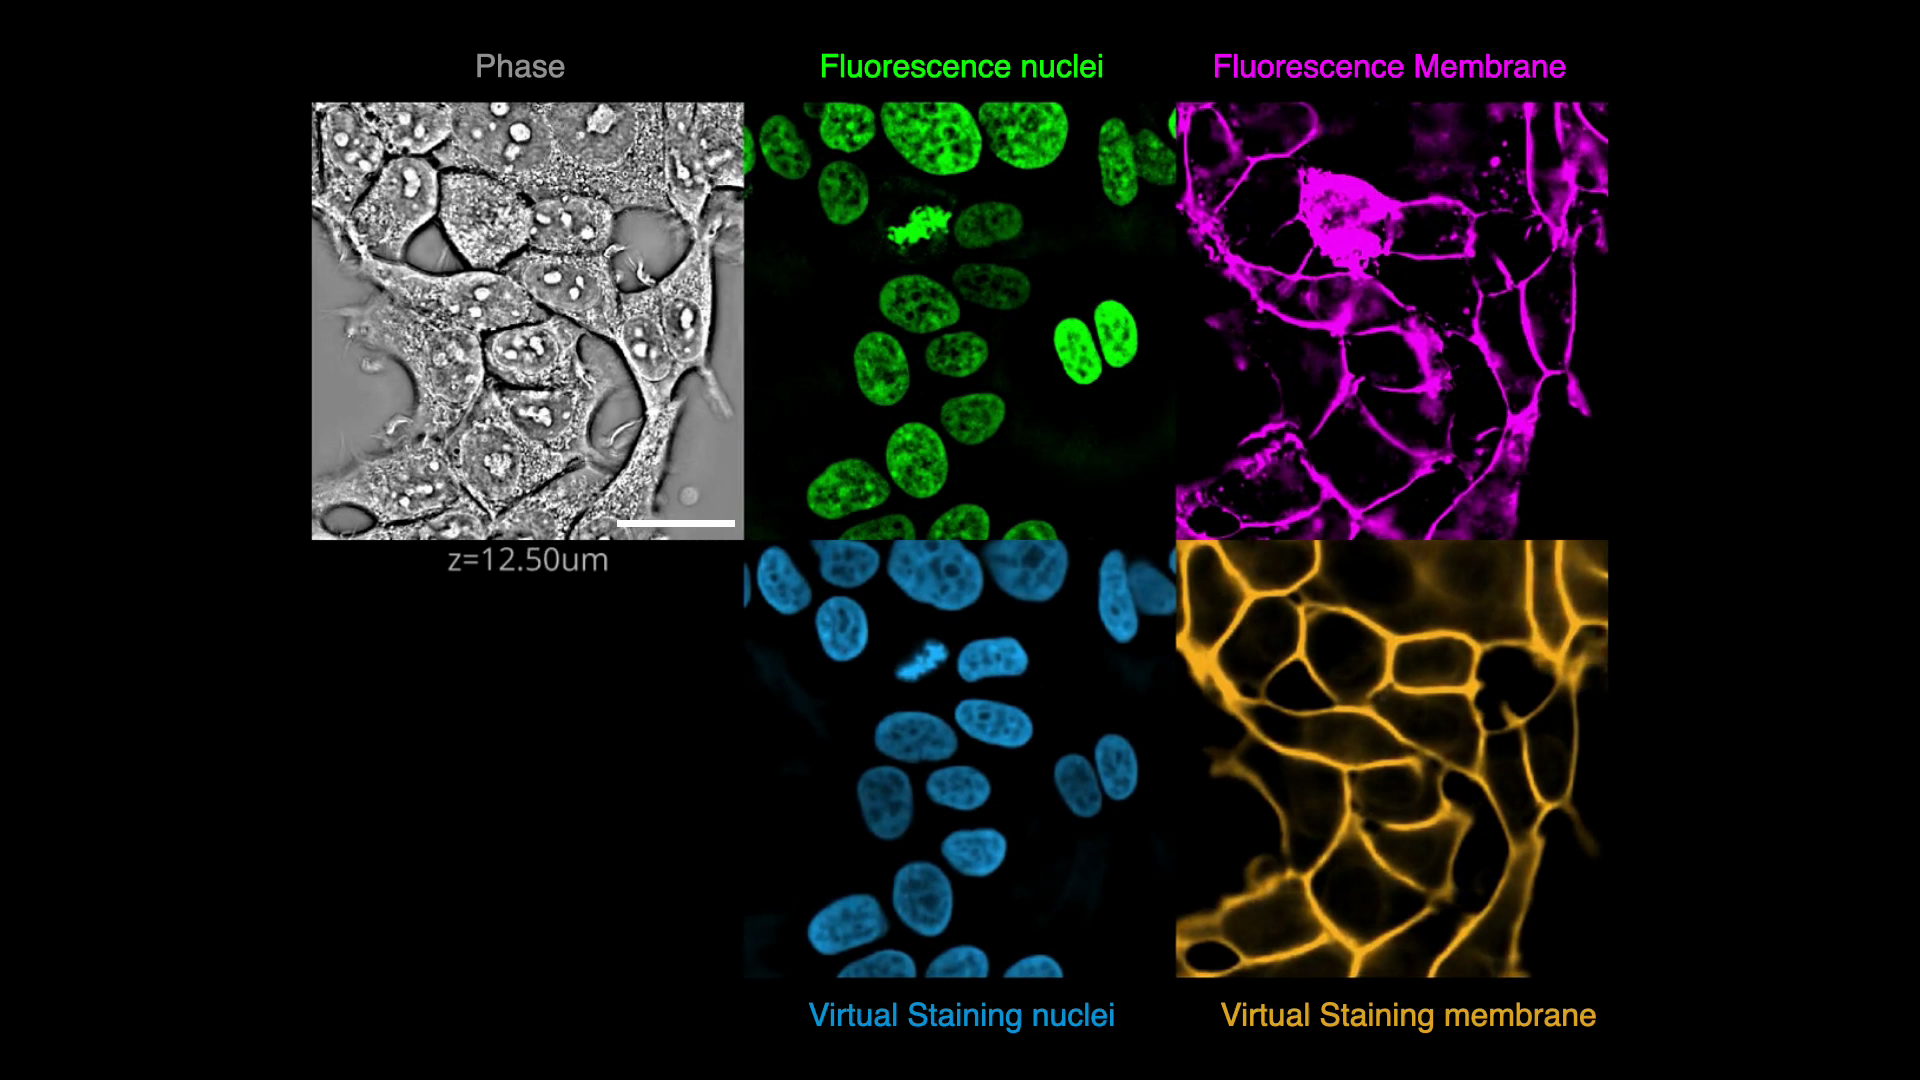 Phase
Fluorescence nuclei
Fluorescence Membrane
z=12.50um
Virtual Staining nuclei
Virtual Staining membrane